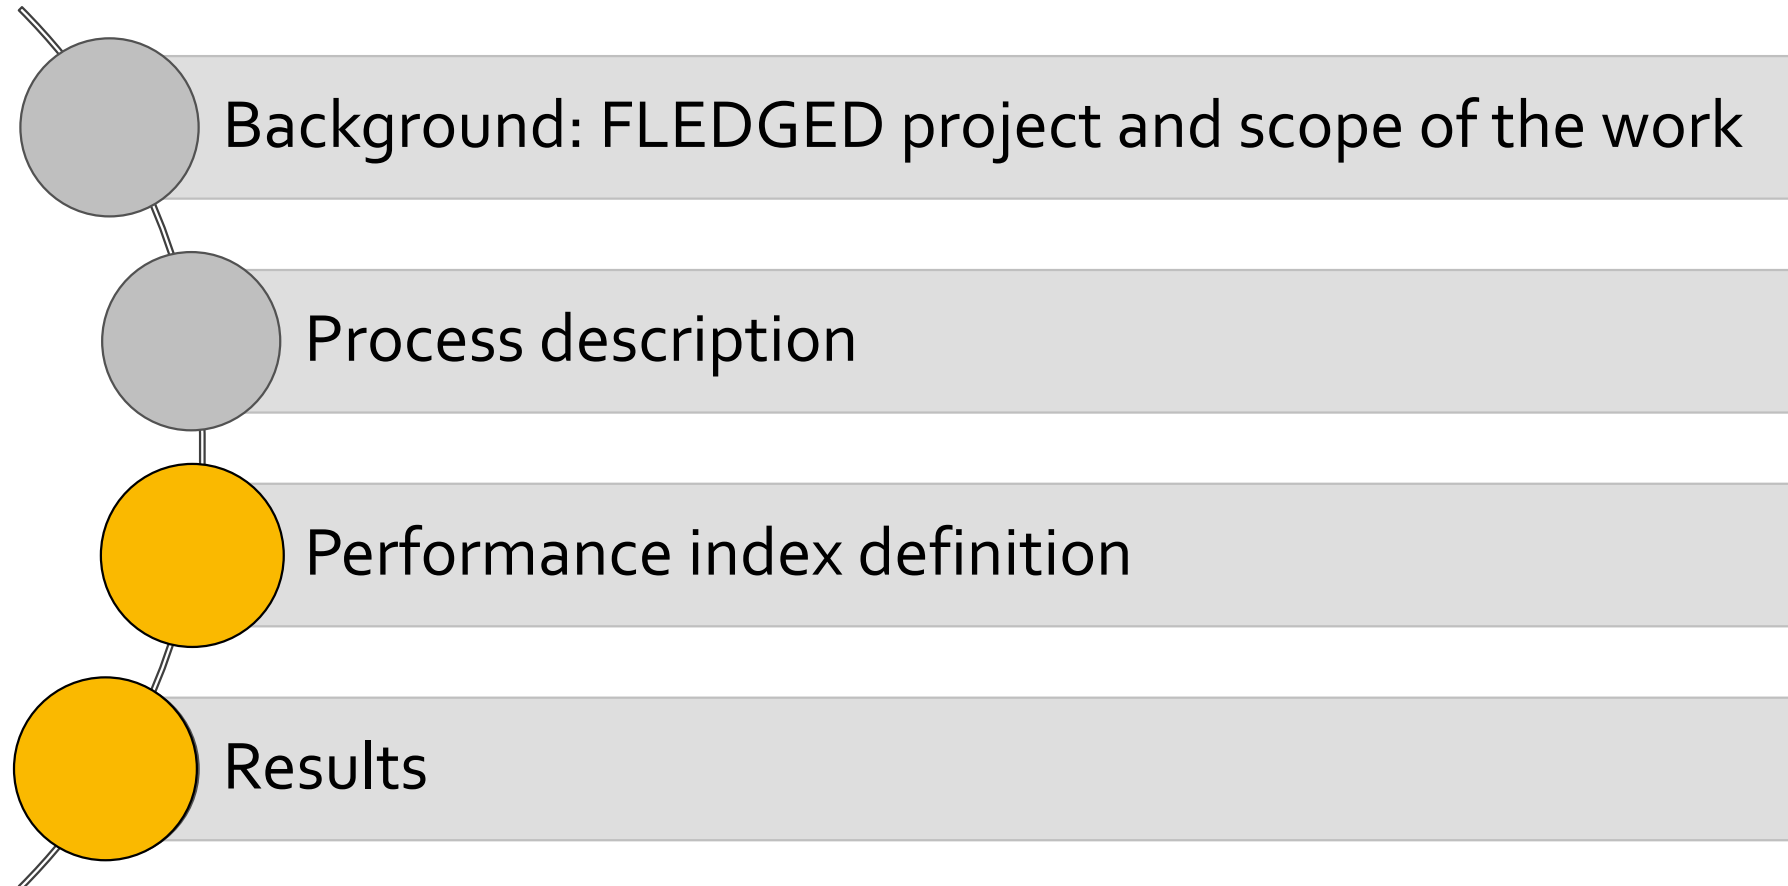 Background: FLEDGED project and scope of the work
Process description
Performance index definition
Results